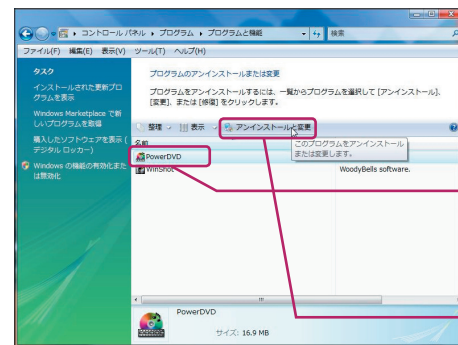 コントロール パネル ▸ プログラム ▸ プログラムと機能
検索
ファイル(F) 編集(E) 表示(V) ツール(T) ヘルプ(H)
タスク
インストールされた更新プロ
グラムを表示
Windows Marketplace で新
しいプログラムを取得
購入したソフトウェアを表示 (
デジタル ロッカー)
Windows の機能の有効化また
は無効化
プログラムのアンインストールまたは変更
プログラムをアンインストールするには、一覧からプログラムを選択して [アンインストール]、
[変更]、または [修復] をクリックします。
整理 表示 アンインストールと変更
名前
このプログラムをアンインストール
または変更します。
PowerDVD
WinShot
WoodyBells software.
PowerDVD
サイズ: 16.9 MB